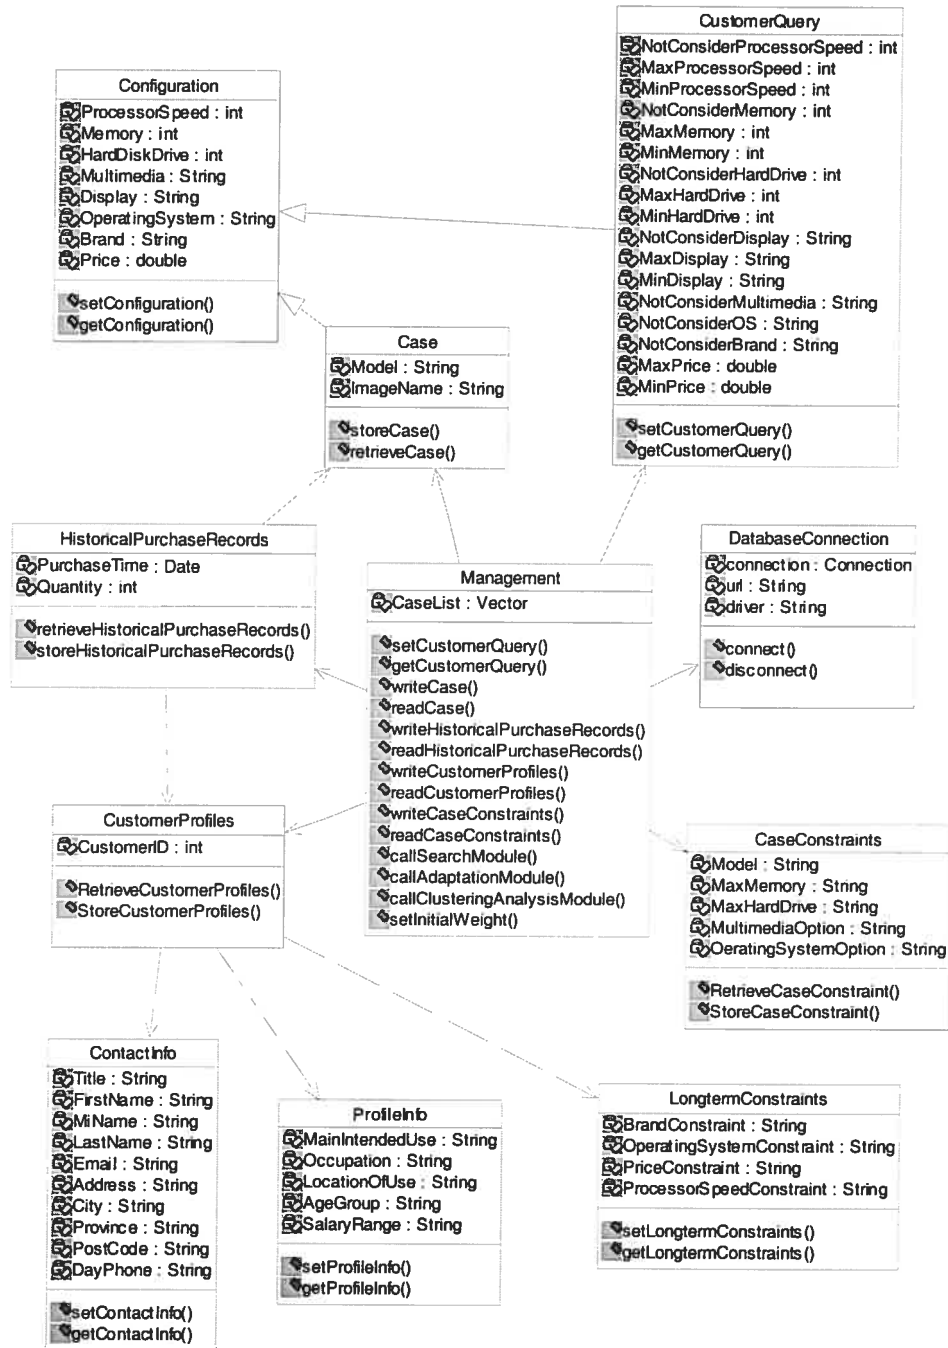 CustomerQuery
NotConsiderProcessorSpeed : int
MaxProcessorSpeed : int
MinProcessorSpeed : int
NotConsiderMemory : int
MaxMemory : int
MinMemory : int
NotConsiderHardDrive : int
MaxHardDrive : int
MinHardDrive : int
NotConsiderDisplay : String
MaxDisplay : String
MinDisplay : String
NotConsiderMultimedia : String
NotConsiderOS : String
NotConsiderBrand : String
MaxPrice : double
MinPrice : double
setCustomerQuery()
getCustomerQuery()
Configuration
ProcessorSpeed : int
Memory : int
HardDiskDrive : int
Multimedia : String
Display : String
OperatingSystem : String
Brand : String
Price : double
setConfiguration()
getConfiguration()
Case
Model : String
ImageName : String
storeCase()
retrieveCase()
HistoricalPurchaseRecords
PurchaseTime : Date
Quantity : int
retrieveHistoricalPurchaseRecords()
storeHistoricalPurchaseRecords()
Management
CaseList : Vector
setCustomerQuery()
getCustomerQuery()
writeCase()
readCase()
writeHistoricalPurchaseRecords()
readHistoricalPurchaseRecords()
writeCustomerProfiles()
readCustomerProfiles()
writeCaseConstraints()
readCaseConstraints()
callSearchModule()
callAdaptationModule()
callClusteringAnalysisModule()
setInitialWeight()
DatabaseConnection
connection : Connection
url : String
driver : String
connect()
disconnect()
CustomerProfiles
CustomerID : int
RetrieveCustomerProfiles()
StoreCustomerProfiles()
CaseConstraints
Model : String
MaxMemory : String
MaxHardDrive : String
MultimediaOption : String
OeratingSystemOption : String
RetrieveCaseConstraint()
StoreCaseConstraint()
ContactInfo
Title : String
FirstName : String
MiName : String
LastName : String
Email : String
Address : String
City : String
Province : String
PostCode : String
DayPhone : String
setContactInfo()
getContactInfo()
ProfileInfo
MainIntendedUse : String
Occupation : String
LocationOfUse : String
AgeGroup : String
SalaryRange : String
setProfileInfo()
getProfileInfo()
LongtermConstraints
BrandConstraint : String
OperatingSystemConstraint : String
PriceConstraint : String
ProcessorSpeedConstraint : String
setLongtermConstraints()
getLongtermConstraints()